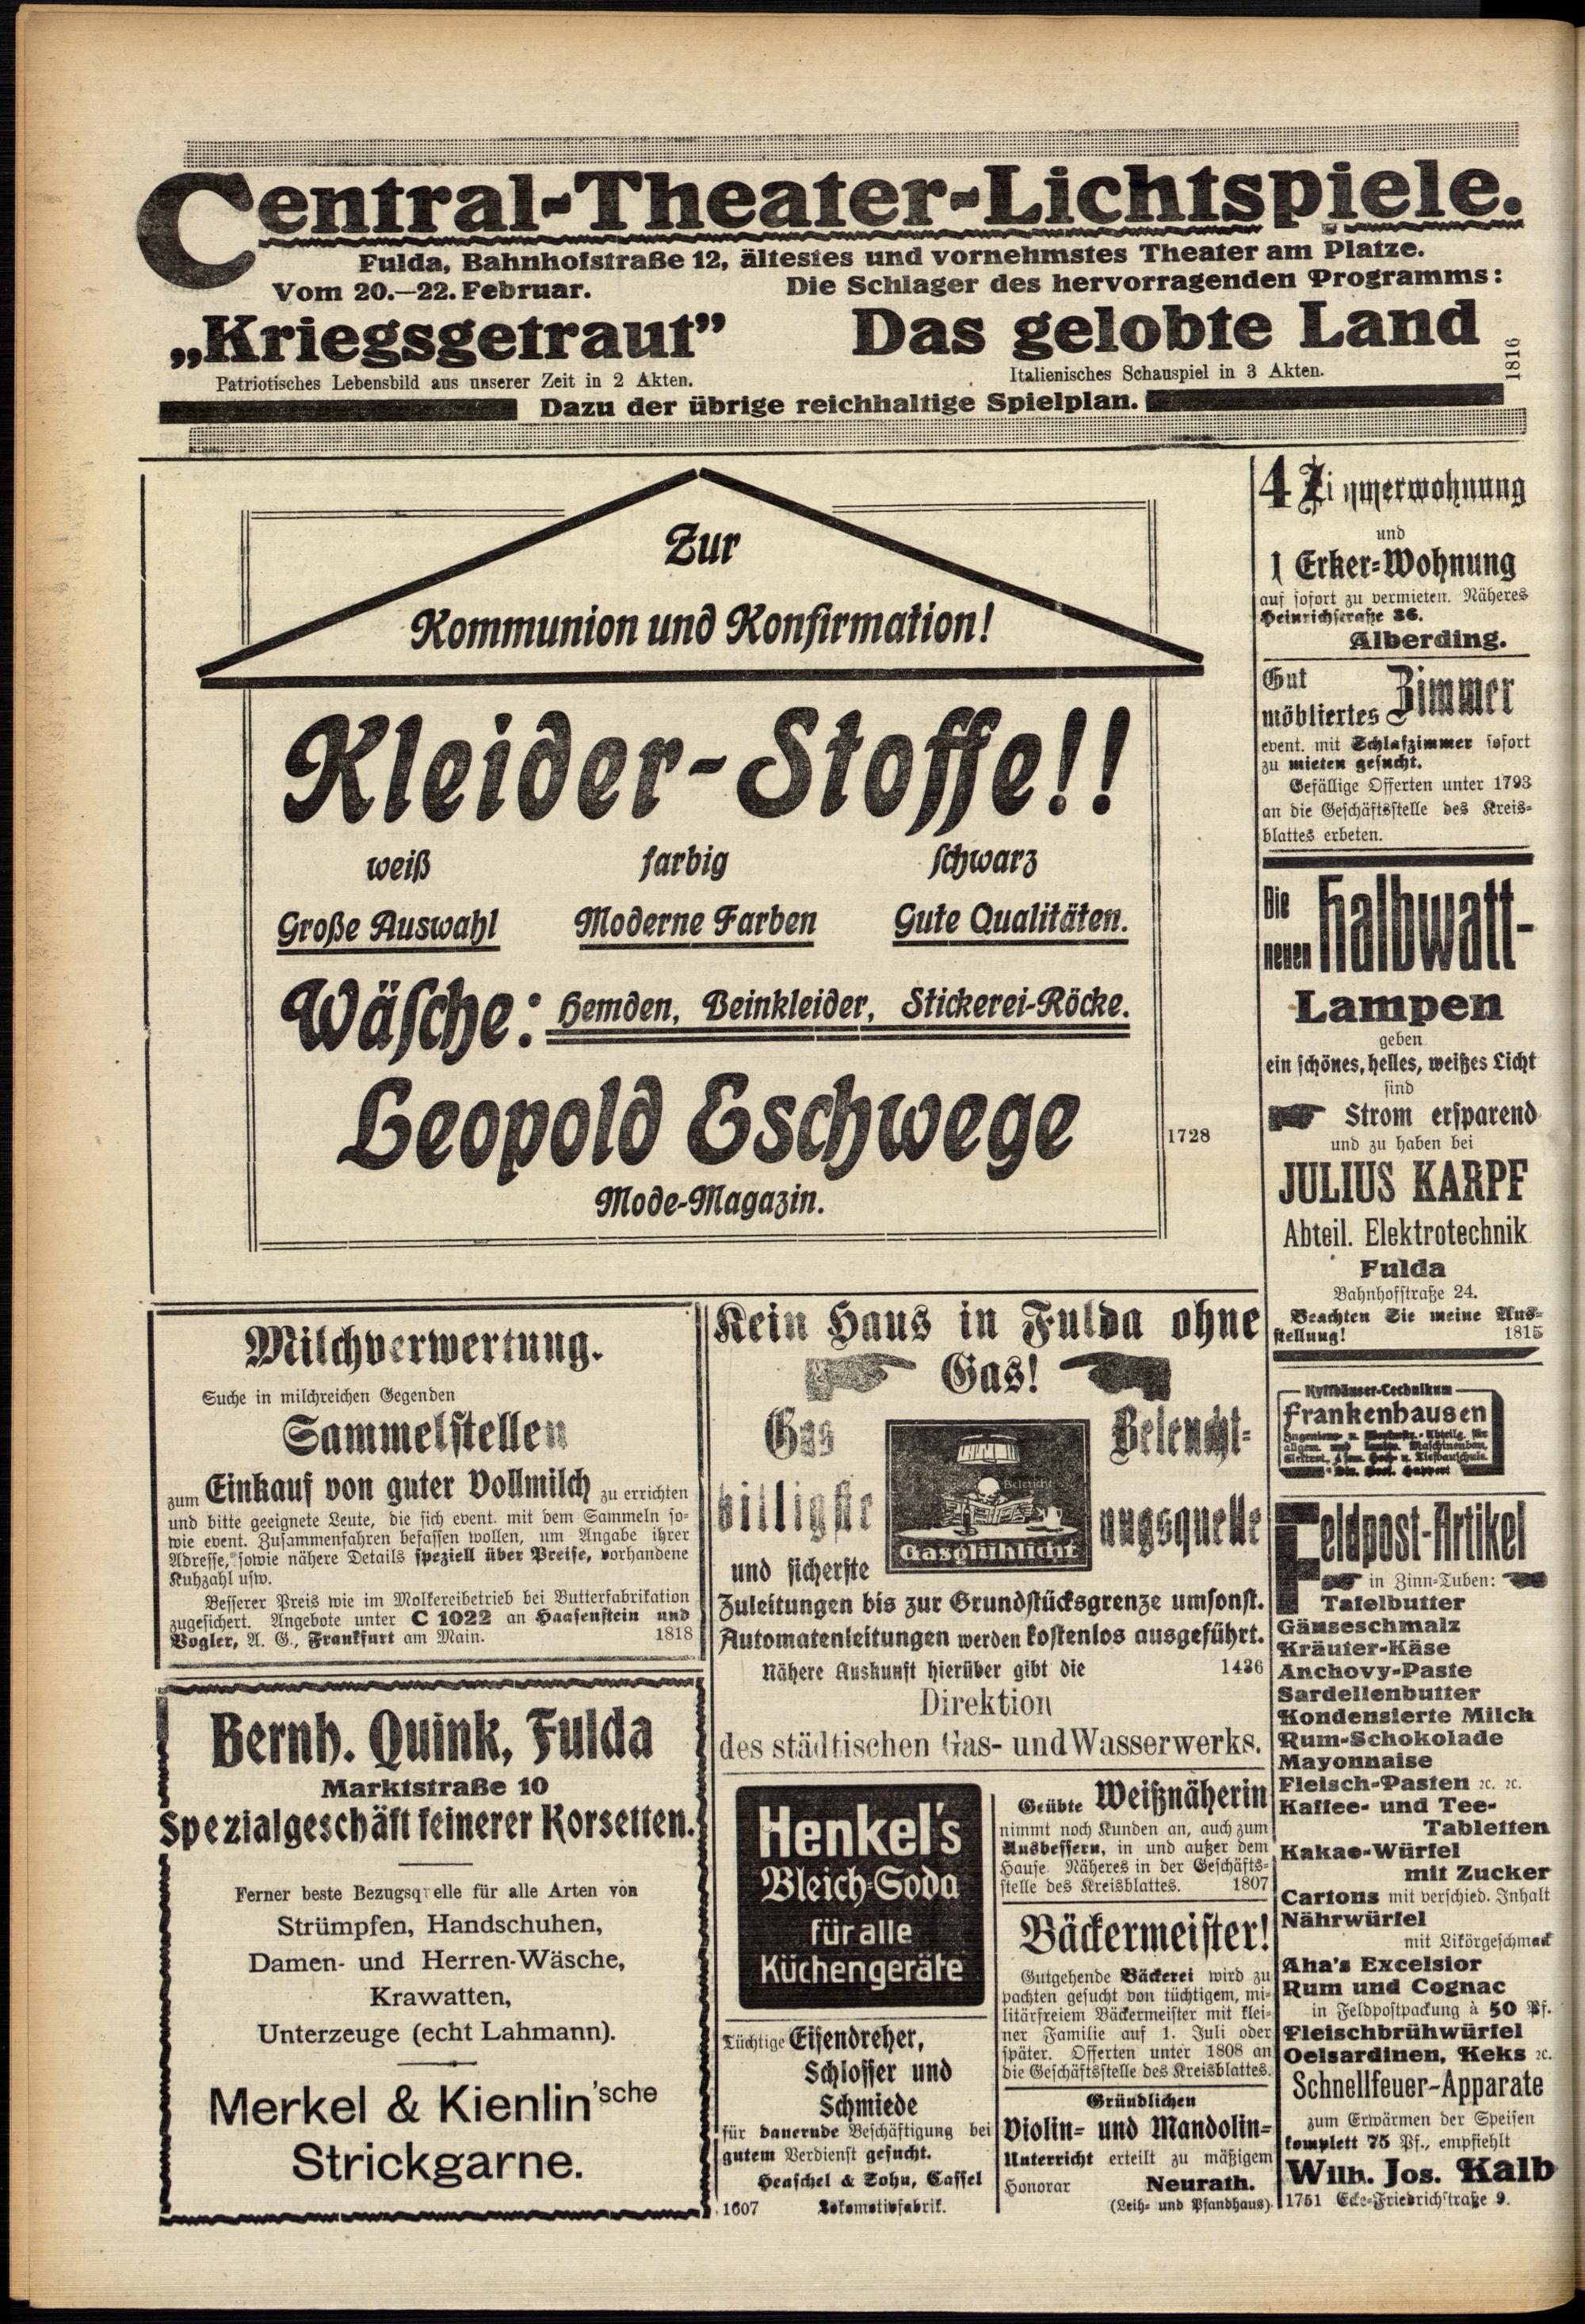 Central-Theater-Lichtspiele.
Fulda, Bahnhofstraße 12, ältestes und vornehmstes Theater am Platze.
Vom 20.—22. Februar.
Die Schlager des hervorragenden Programms:
„Kriegsgetraut”
Patriotisches Lebensbild aus unserer Zeit in 2 Akten.
Das gelobte Land
Italienisches Schauspiel in 3 Akten.
1816
Dazu der übrige reichhaltige Spielplan.
Zur
Kommunion und Konfirmation!
Kleider-Stoffe!!
weiß farbig schwarz
Große Auswahl Moderne Farben Gute Qualitäten.
Wäsche: Hemden, Beinkleider, Stickerei-Röcke.
Leopold Eschwege
Mode-Magazin.
1728
Milchverwertung.
Suche in milchreichen Gegenden
Sammelstellen
zum Einkauf von guter Vollmilch zu errichten
und bitte geeignete Leute, die sich event. mit dem Sammeln so-
wie event. Zusammenfahren befassen wollen, um Angabe ihrer
Adresse, sowie nähere Details speziell über Preise, vorhandene
Kuhzahl usw.
Besserer Preis wie im Molkereibetrieb bei Butterfabrikation
zugesichert. Angebote unter C 1022 an Haasenstein und
Vogler, A. G., Frankfurt am Main. 1818
Bernh. Quink, Fulda
Marktstraße 10
Spezialgeschäft feinerer Korsetten.
Ferner beste Bezugsquelle für alle Arten von
Strümpfen, Handschuhen,
Damen- und Herren-Wäsche,
Krawatten,
Unterzeuge (echt Lahmann).
Merkel & Kienlin'sche
Strickgarne.
Kein Haus in Fulda ohne
Gas!
Gas Beleucht-
billigste ungsquelle
und sicherste
Gasglühlicht
Zuleitungen bis zur Grundstücksgrenze umsonst.
Automatenleitungen werden kostenlos ausgeführt.
Nähere Auskunft hierüber gibt die 1436
Direktion
des städtischen Gas- und Wasserwerks.
Henkel's
Bleich-Soda
für alle
Küchengeräte
Tüchtige Eisendreher,
Schlosser und
Schmiede
für dauernde Beschäftigung bei
gutem Verdienst gesucht.
Henschel & Sohn, Cassel
1607 Lokomotivfabrik.
Geübte Weißnäherin
nimmt noch Kunden an, auch zum
Ausbessern, in und außer dem
Hause. Näheres in der Geschäfts-
stelle des Kreisblattes. 1807
Bäckermeister!
Gutgehende Bäckerei wird zu
pachten gesucht von tüchtigem, mi-
litärfreiem Bäckermeister mit klei-
ner Familie auf 1. Juli oder
später. Offerten unter 1808 an
die Geschäftsstelle des Kreisblattes.
Gründlichen
Violin- und Mandolin-
Unterricht erteilt zu mäßigem
Honorar Neurath.
(Leih- und Pfandhaus)
4 Zimmerwohnung
und
1 Erker-Wohnung
auf sofort zu vermieten. Näheres
Heinrichstraße 36.
Alberding.
Gut
möbliertes Zimmer
event. mit Schlafzimmer sofort
zu mieten gesucht.
Gefällige Offerten unter 1793
an die Geschäftsstelle des Kreis-
blattes erbeten.
Die
neuen Halbwatt-
Lampen
geben
ein schönes, helles, weißes Licht
sind
Strom ersparend
und zu haben bei
JULIUS KARPF
Abteil. Elektrotechnik
Fulda
Bahnhofstraße 24.
Beachten Sie meine Aus-
stellung! 1815
Kyffhäuser-Technikum
Frankenhausen
Feldpost-Artikel
in Zinn-Tuben:
Tafelbutter
Gänseschmalz
Kräuter-Käse
Anchovy-Paste
Sardellenbutter
Kondensierte Milch
Rum-Schokolade
Mayonnaise
Fleisch-Pasten ꝛc. ꝛc.
Kaffee- und Tee-
Tabletten
Kakao-Würfel
mit Zucker
Cartons mit verschied. Inhalt
Nährwürfel
mit Likörgeschmack
Aha's Excelsior
Rum und Cognac
in Feldpostpackung à 50 Pf.
Fleischbrühwürfel
Oelsardinen, Keks ꝛc.
Schnellfeuer-Apparate
zum Erwärmen der Speisen
komplett 75 Pf., empfiehlt
Wilh. Jos. Kalb
1751 Ecke-Friedrichstraße 9.